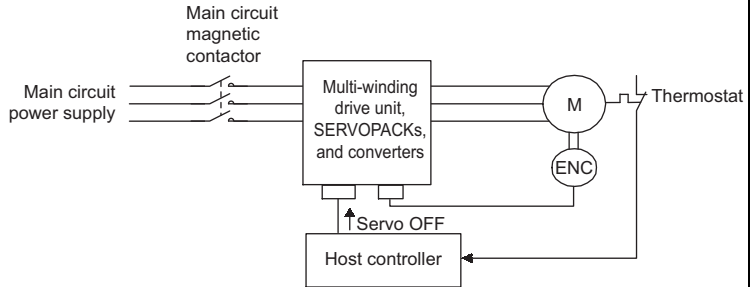 Main circuit
magnetic
contactor
Main circuit
power supply
Multi-winding
drive unit,
SERVOPACKs,
and converters
M
Thermostat
ENC
Servo OFF
Host controller